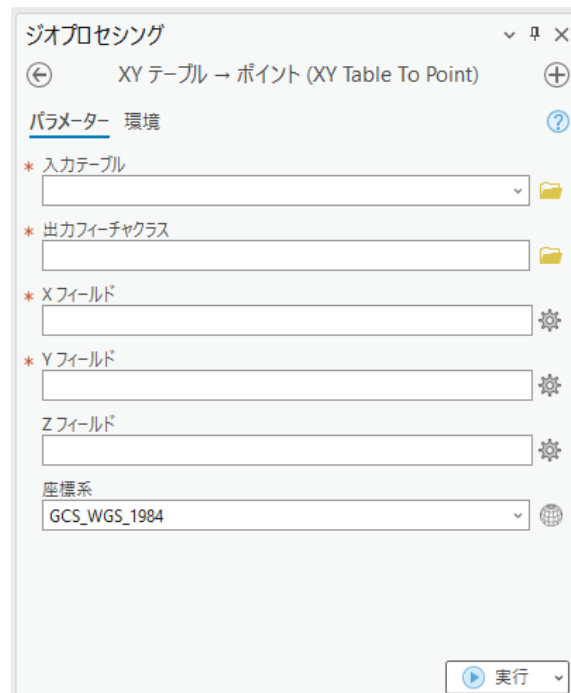 ジオプロセシング
XY テーブル → ポイント (XY Table To Point)
パラメーター 環境
* 入力テーブル
* 出力フィーチャクラス
* X フィールド
* Y フィールド
Z フィールド
座標系
GCS_WGS_1984
実行